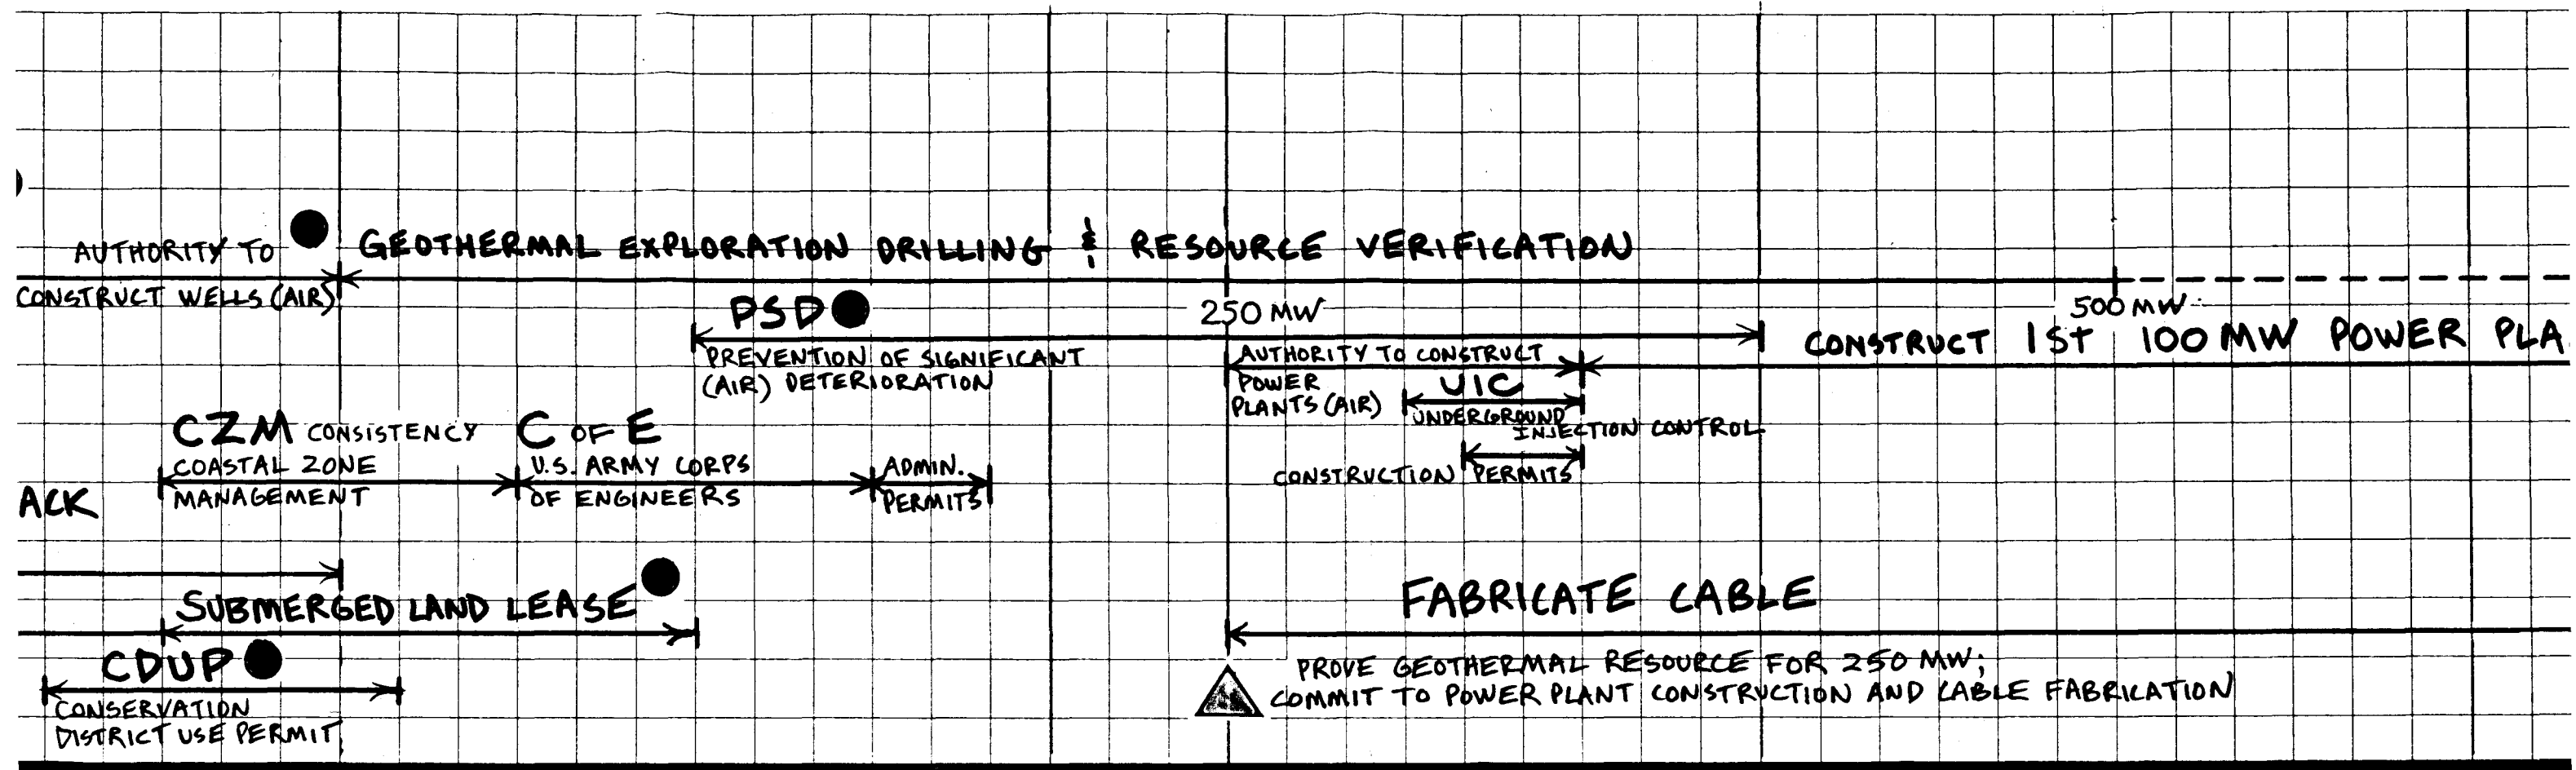 AUTHORITY TO
CONSTRUCT WELLS (AIR)
GEOTHERMAL EXPLORATION DRILLING & RESOURCE VERIFICATION
PSD
PREVENTION OF SIGNIFICANT
(AIR) DETERIORATION
250 MW
500 MW
CONSTRUCT 1ST 100 MW POWER PLA
AUTHORITY TO CONSTRUCT
POWER
PLANTS (AIR)
UIC
UNDERGROUND
INJECTION CONTROL
CONSTRUCTION PERMITS
CZM CONSISTENCY
COASTAL ZONE
MANAGEMENT
C OF E
U.S. ARMY CORPS
OF ENGINEERS
ADMIN.
PERMITS
ACK
SUBMERGED LAND LEASE
CDUP
CONSERVATION
DISTRICT USE PERMIT
FABRICATE CABLE
PROVE GEOTHERMAL RESOURCE FOR 250 MW;
COMMIT TO POWER PLANT CONSTRUCTION AND CABLE FABRICATION